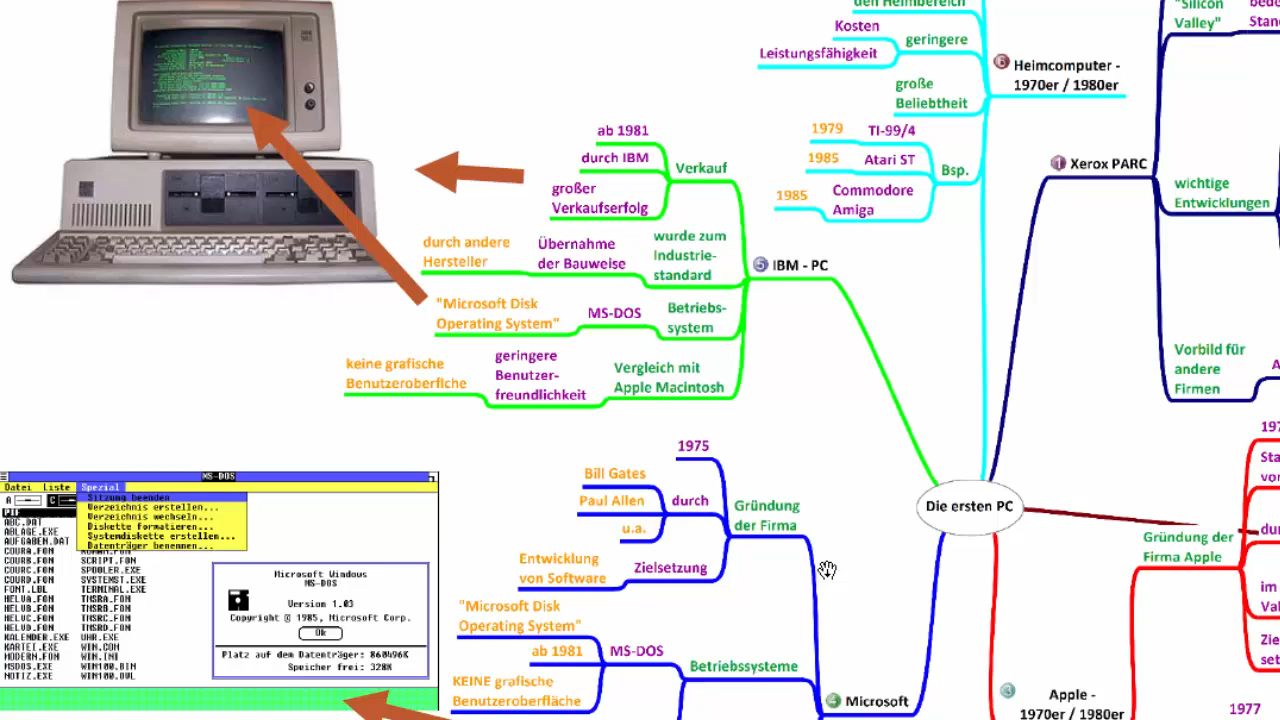 den Heimbereich
Kosten
Leistungsfähigkeit
geringere
große
Beliebtheit
1979
TI-99/4
1985
Atari ST
1985
Commodore
Amiga
Bsp.
Heimcomputer -
1970er / 1980er
"Silicon
Valley"
Xerox PARC
wichtige
Entwicklungen
Vorbild für
andere
Firmen
ab 1981
durch IBM
großer
Verkaufserfolg
Verkauf
durch andere
Hersteller
Übernahme
der Bauweise
wurde zum
Industrie-
standard
IBM - PC
"Microsoft Disk
Operating System"
MS-DOS
Betriebs-
system
keine grafische
Benutzeroberflche
geringere
Benutzer-
freundlichkeit
Vergleich mit
Apple Macintosh
Die ersten PC
1975
Bill Gates
Paul Allen
u.a.
durch
Gründung
der Firma
Entwicklung
von Software
Zielsetzung
"Microsoft Disk
Operating System"
ab 1981
MS-DOS
KEINE grafische
Benutzeroberfläche
Betriebssysteme
Microsoft
Gründung der
Firma Apple
Apple -
1970er / 1980er
1977
MS-DOS
Datei Liste Spezial
Sitzung beenden
Verzeichnis erstellen...
Verzeichnis wechseln...
Diskette formatieren...
Systemdiskette erstellen...
Datenträger benennen...
A
C
ABC.DAT
ABLAGE.EXE
AUFGABEN.DAT
COURA.FON
COURB.FON
COURC.FON
COURD.FON
FONT.LBL
HELVA.FON
HELVB.FON
HELVC.FON
HELVD.FON
KALENDER.EXE
KARTEI.EXE
MODERN.FON
MSDOS.EXE
NOTIZ.EXE
ROMAN.FON
SCRIPT.FON
SPOOLER.EXE
SYSTEMST.EXE
TERMINAL.EXE
TMSRA.FON
TMSRB.FON
TMSRC.FON
TMSRD.FON
UHR.EXE
WIN.COM
WIN.INI
WIN100.BIN
WIN100.OVL
Microsoft Windows
MS-DOS
Version 1.03
Copyright © 1985, Microsoft Corp.
Ok
Platz auf dem Datenträger: 860496K
Speicher frei: 328K